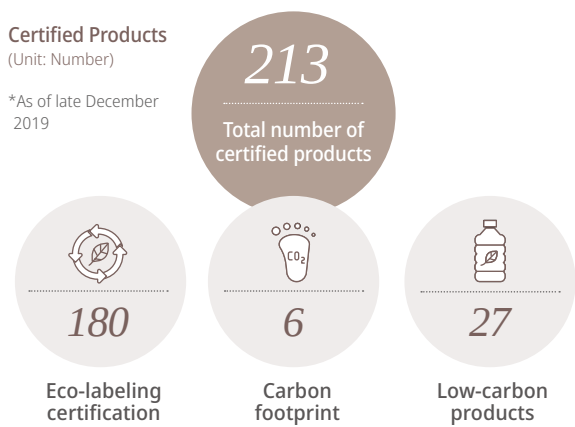 Certified Products
(Unit: Number)
*As of late December
2019
213
Total number of
certified products
180
Eco-labeling
certification
CO2
6
Carbon
footprint
27
Low-carbon
products